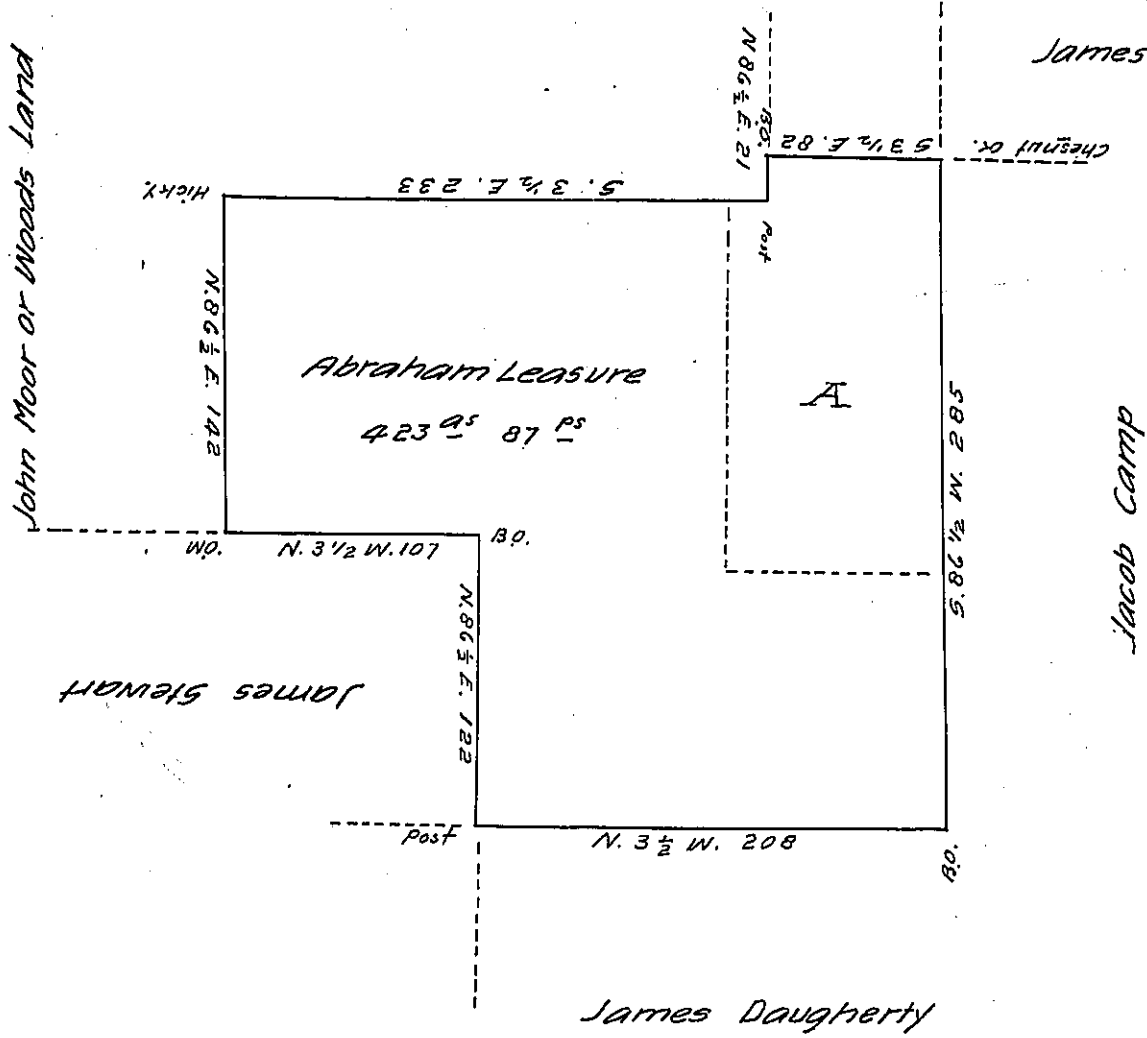 James
John Moor or Woods Land
N 86 ½ E. 21
B.O.
S 3 ½ E. 82
Chesnut O.
Hick'y.
S. 3 ½ E. 233
Post
N. 86 ½ E. 142
Abraham Leasure
423 as 87 ps
A
S. 86 ½ W. 285
Jacob Camp
W.O.
N. 3 ½ W. 107
B.O.
N. 86 ½ E. 122
James Stewart
Post
N. 3 ½ W. 208
B.O.
James Daugherty